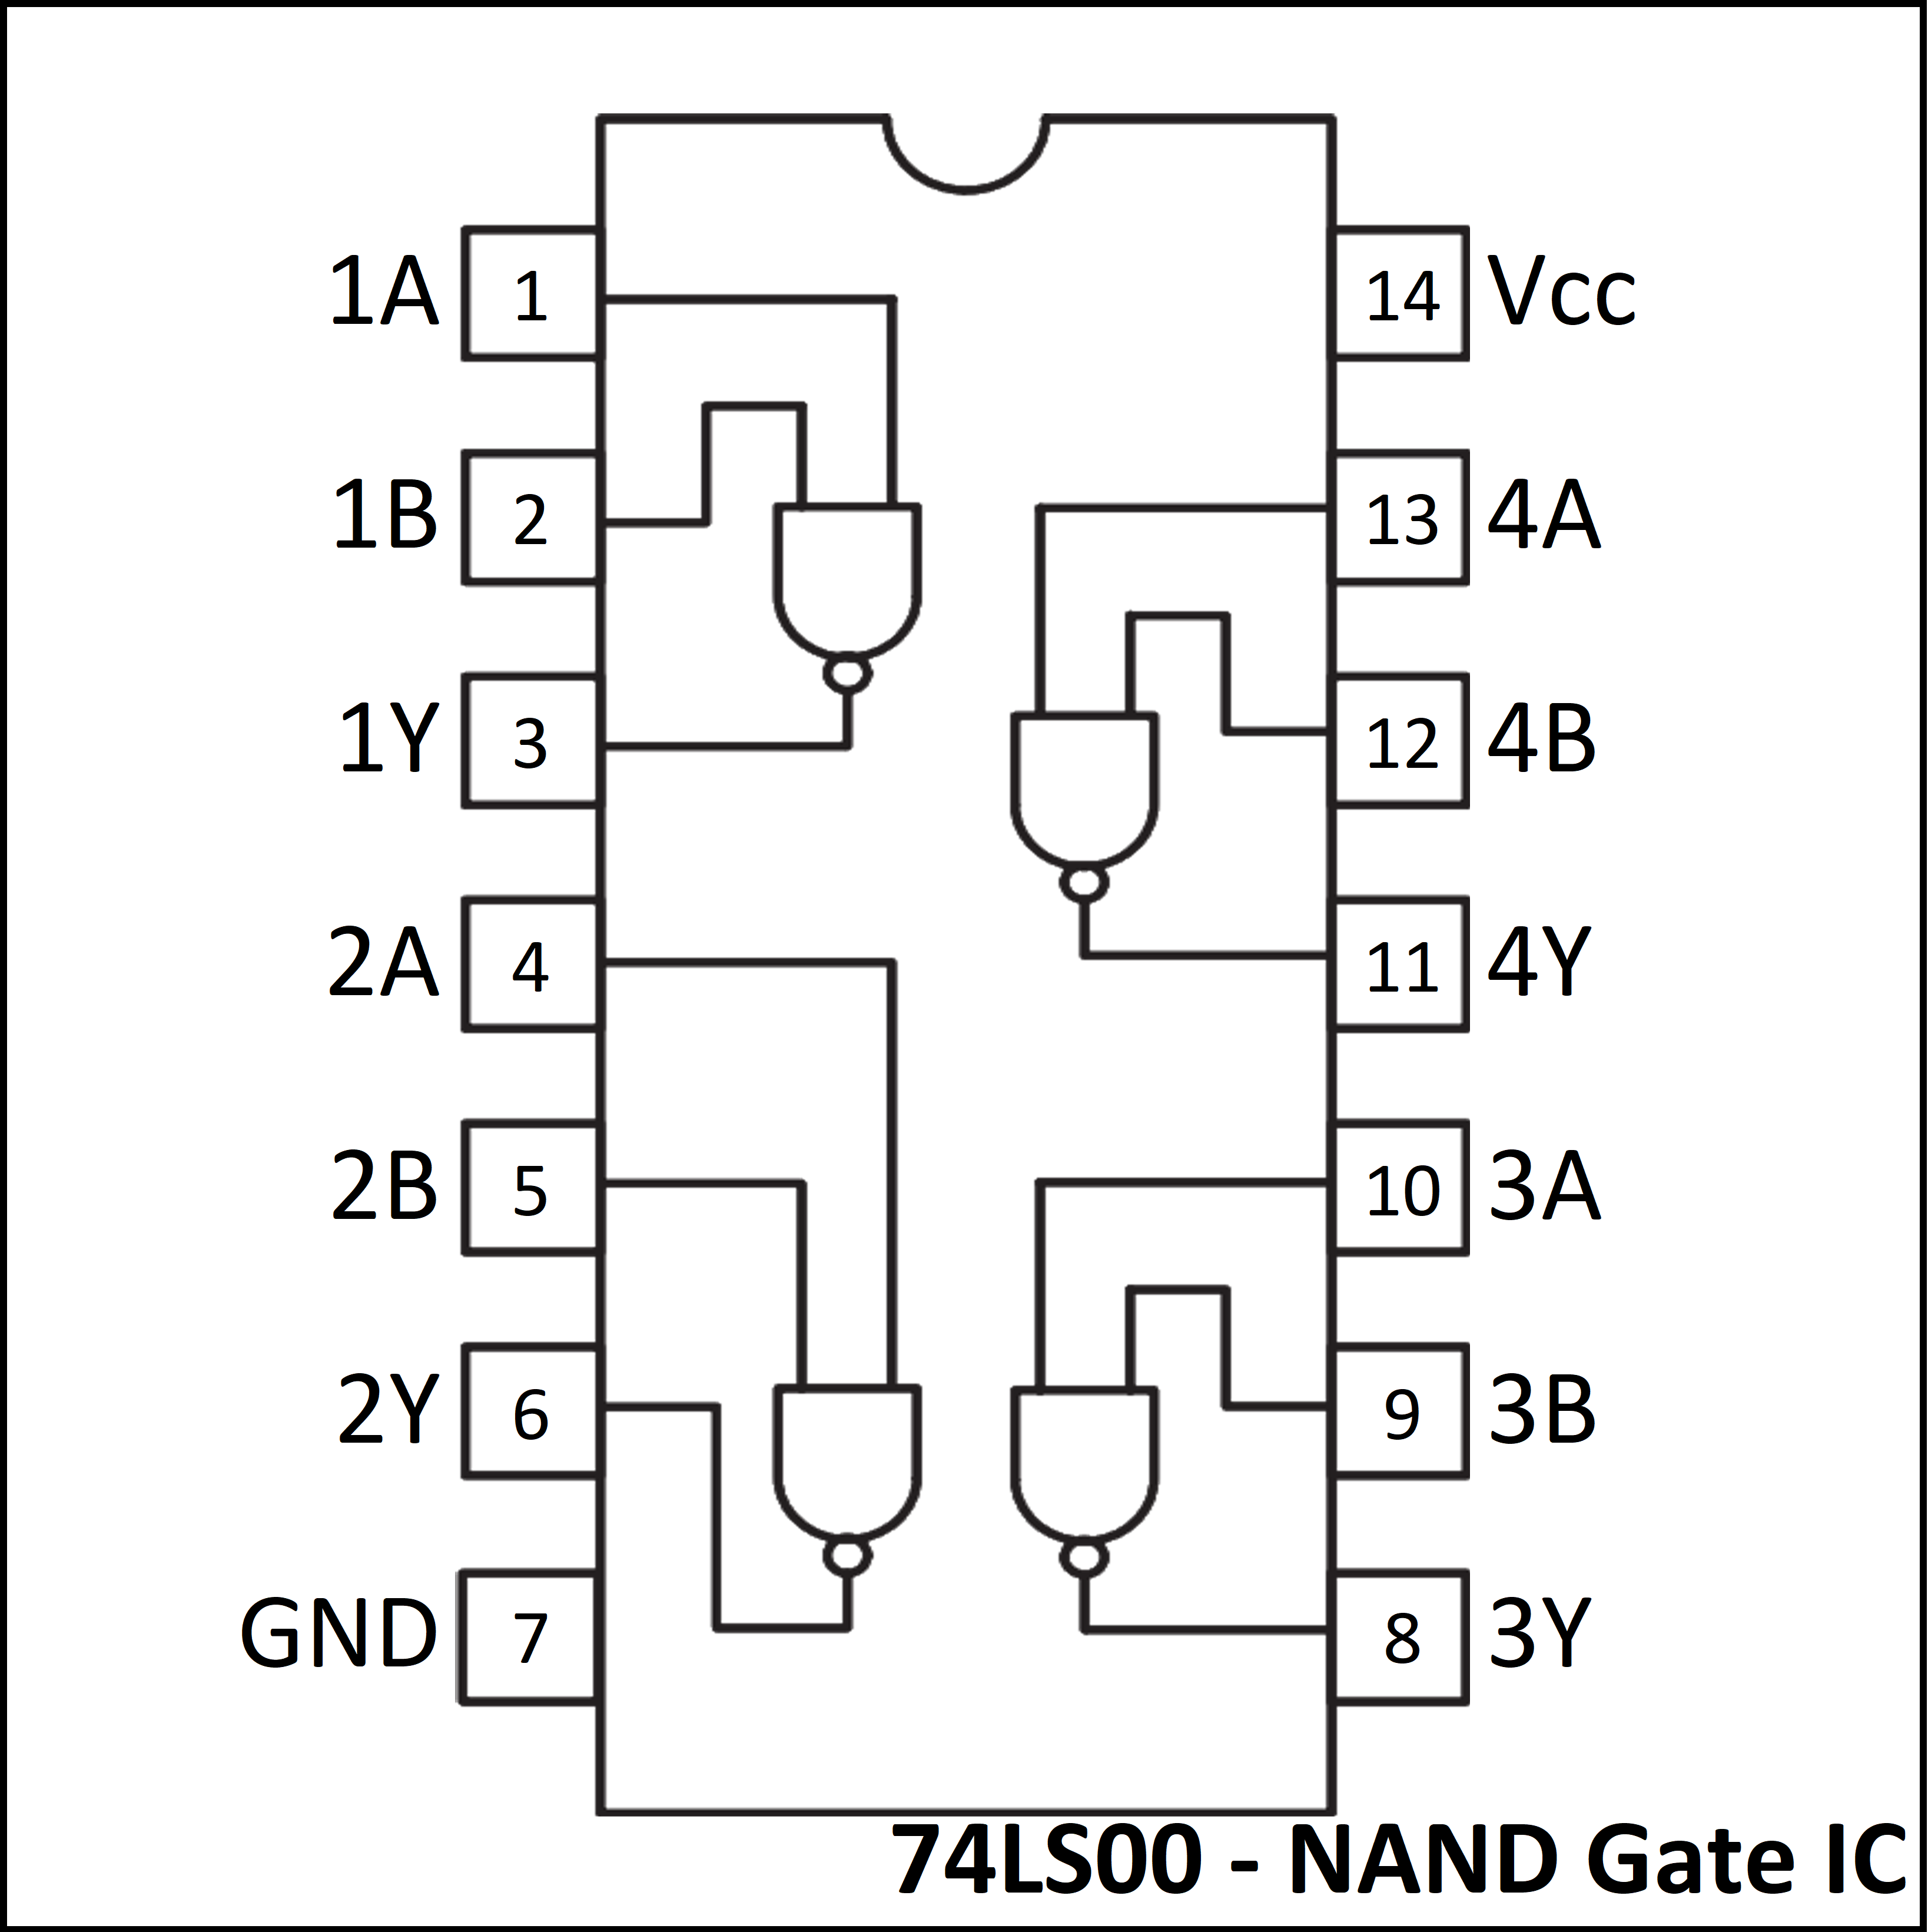 1A 1 14 Vcc
1B 2 13 4A
1Y 3 12 4B
2A 4 11 4Y
2B 5 10 3A
2Y 6 9 3B
GND 7 8 3Y
74LS00 - NAND Gate IC